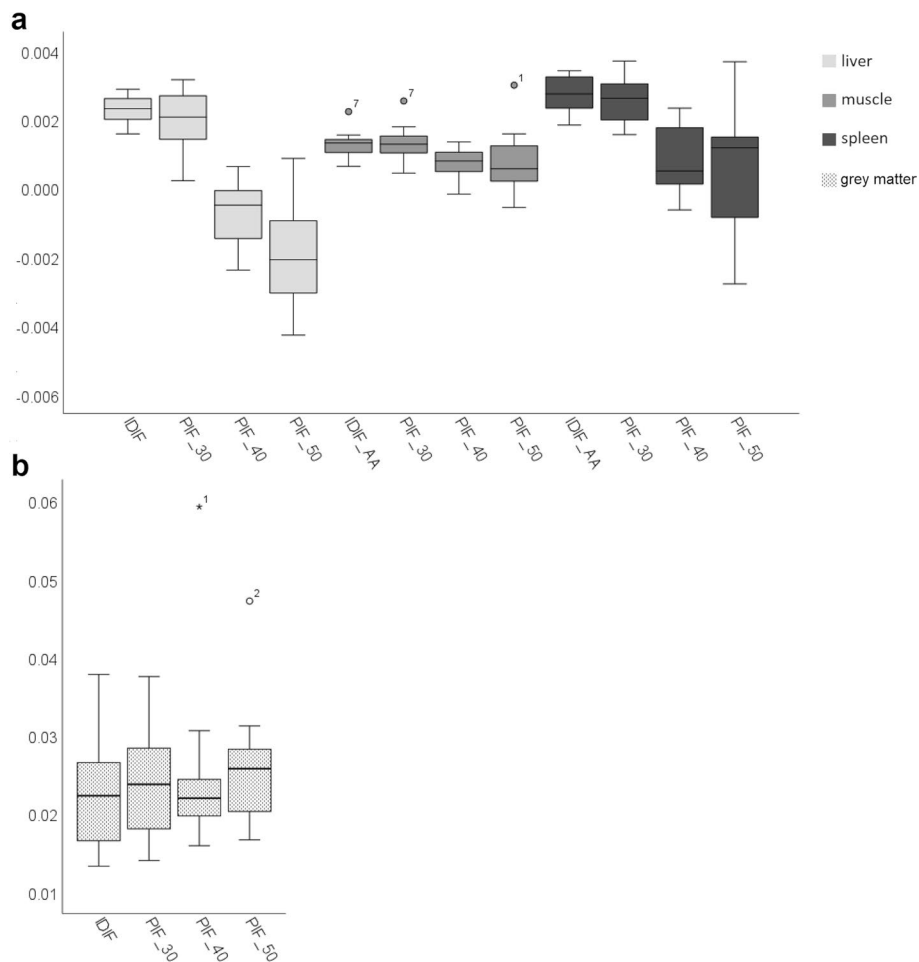 a
0.004
0.002
0.000
-0.002
-0.004
-0.006
7
7
1
liver
muscle
spleen
grey matter
IDIF
PIF_30
PIF_40
PIF_50
IDIF_AA
PIF_30
PIF_40
PIF_50
IDIF_AA
PIF_30
PIF_40
PIF_50
b
0.06
0.05
0.04
0.03
0.02
0.01
*1
2
IDIF
PIF_30
PIF_40
PIF_50